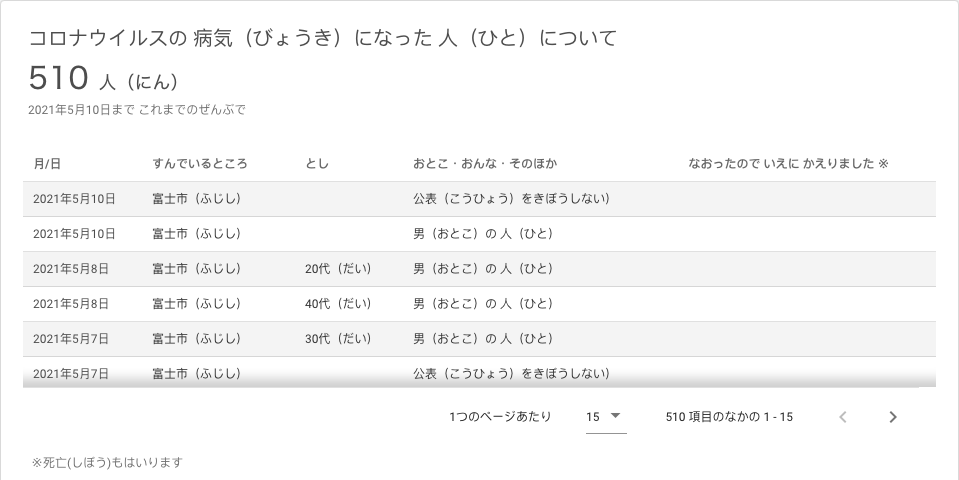 コロナウイルスの 病気（びょうき）になった 人（ひと）について
510 人（にん）
2021年5月10日まで これまでのぜんぶで
月/日 すんでいるところ とし おとこ・おんな・そのほか なおったので いえに かえりました ※
2021年5月10日 富士市（ふじし） 公表（こうひょう）をきぼうしない）
2021年5月10日 富士市（ふじし） 男（おとこ）の 人（ひと）
2021年5月8日 富士市（ふじし） 20代（だい） 男（おとこ）の 人（ひと）
2021年5月8日 富士市（ふじし） 40代（だい） 男（おとこ）の 人（ひと）
2021年5月7日 富士市（ふじし） 30代（だい） 男（おとこ）の 人（ひと）
2021年5月7日 富士市（ふじし） 公表（こうひょう）をきぼうしない）
1つのページあたり 15 510 項目のなかの 1 - 15
※死亡(しぼう)もはいります